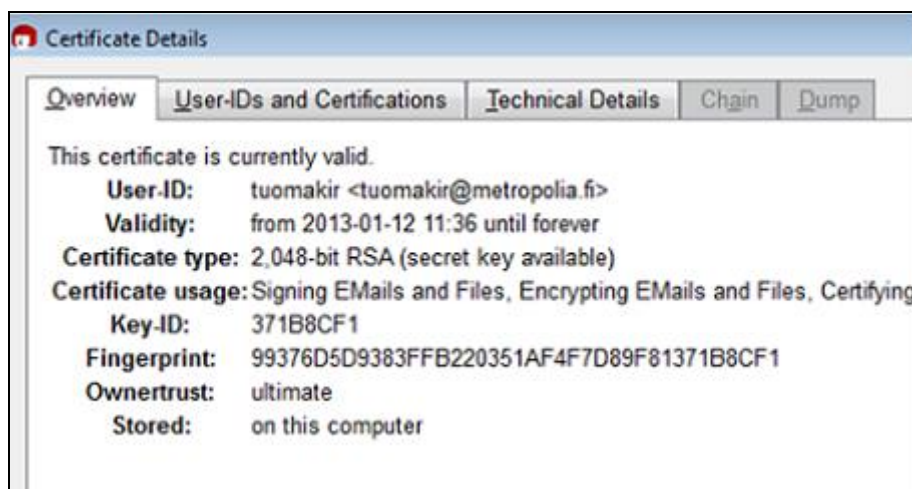 Certificate Details
Overview User-IDs and Certifications Technical Details Chain Dump
This certificate is currently valid.
User-ID: tuomakir <tuomakir@metropolia.fi>
Validity: from 2013-01-12 11:36 until forever
Certificate type: 2,048-bit RSA (secret key available)
Certificate usage: Signing EMails and Files, Encrypting EMails and Files, Certifying
Key-ID: 371B8CF1
Fingerprint: 99376D5D9383FFB220351AF4F7D89F81371B8CF1
Ownertrust: ultimate
Stored: on this computer